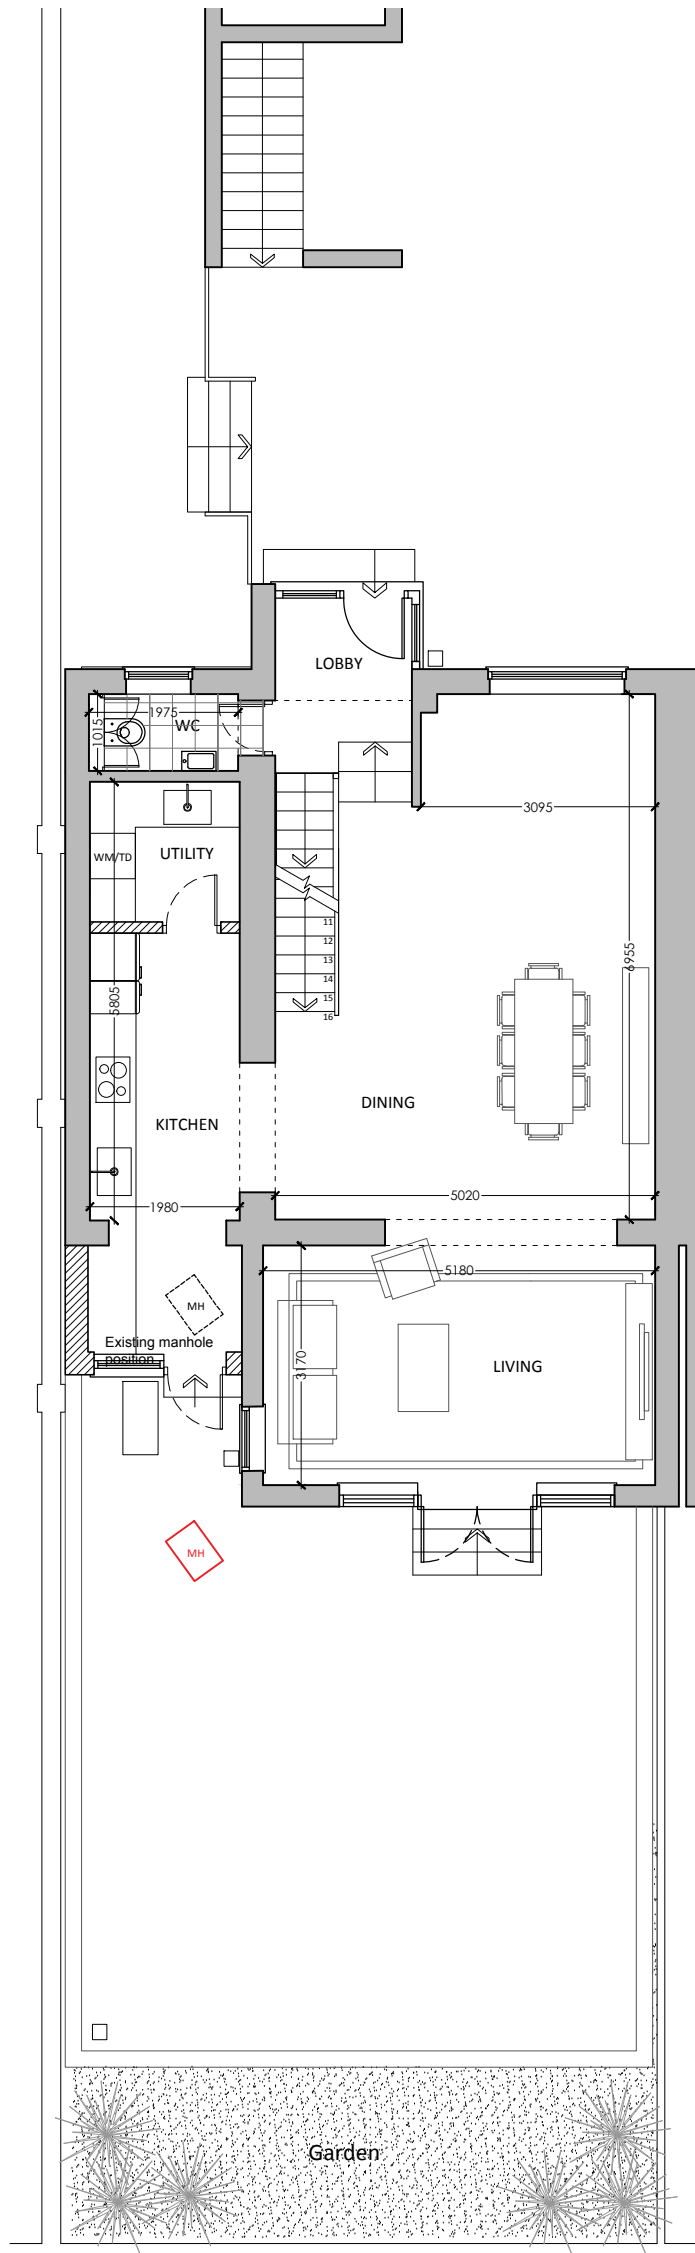 LOBBY
1975
WC
1015
3095
WM/TD
UTILITY
11
12
13
14
15
16
6955
5805
DINING
KITCHEN
1980
5020
5180
MH
Existing manhole
position
3170
LIVING
MH
Garden